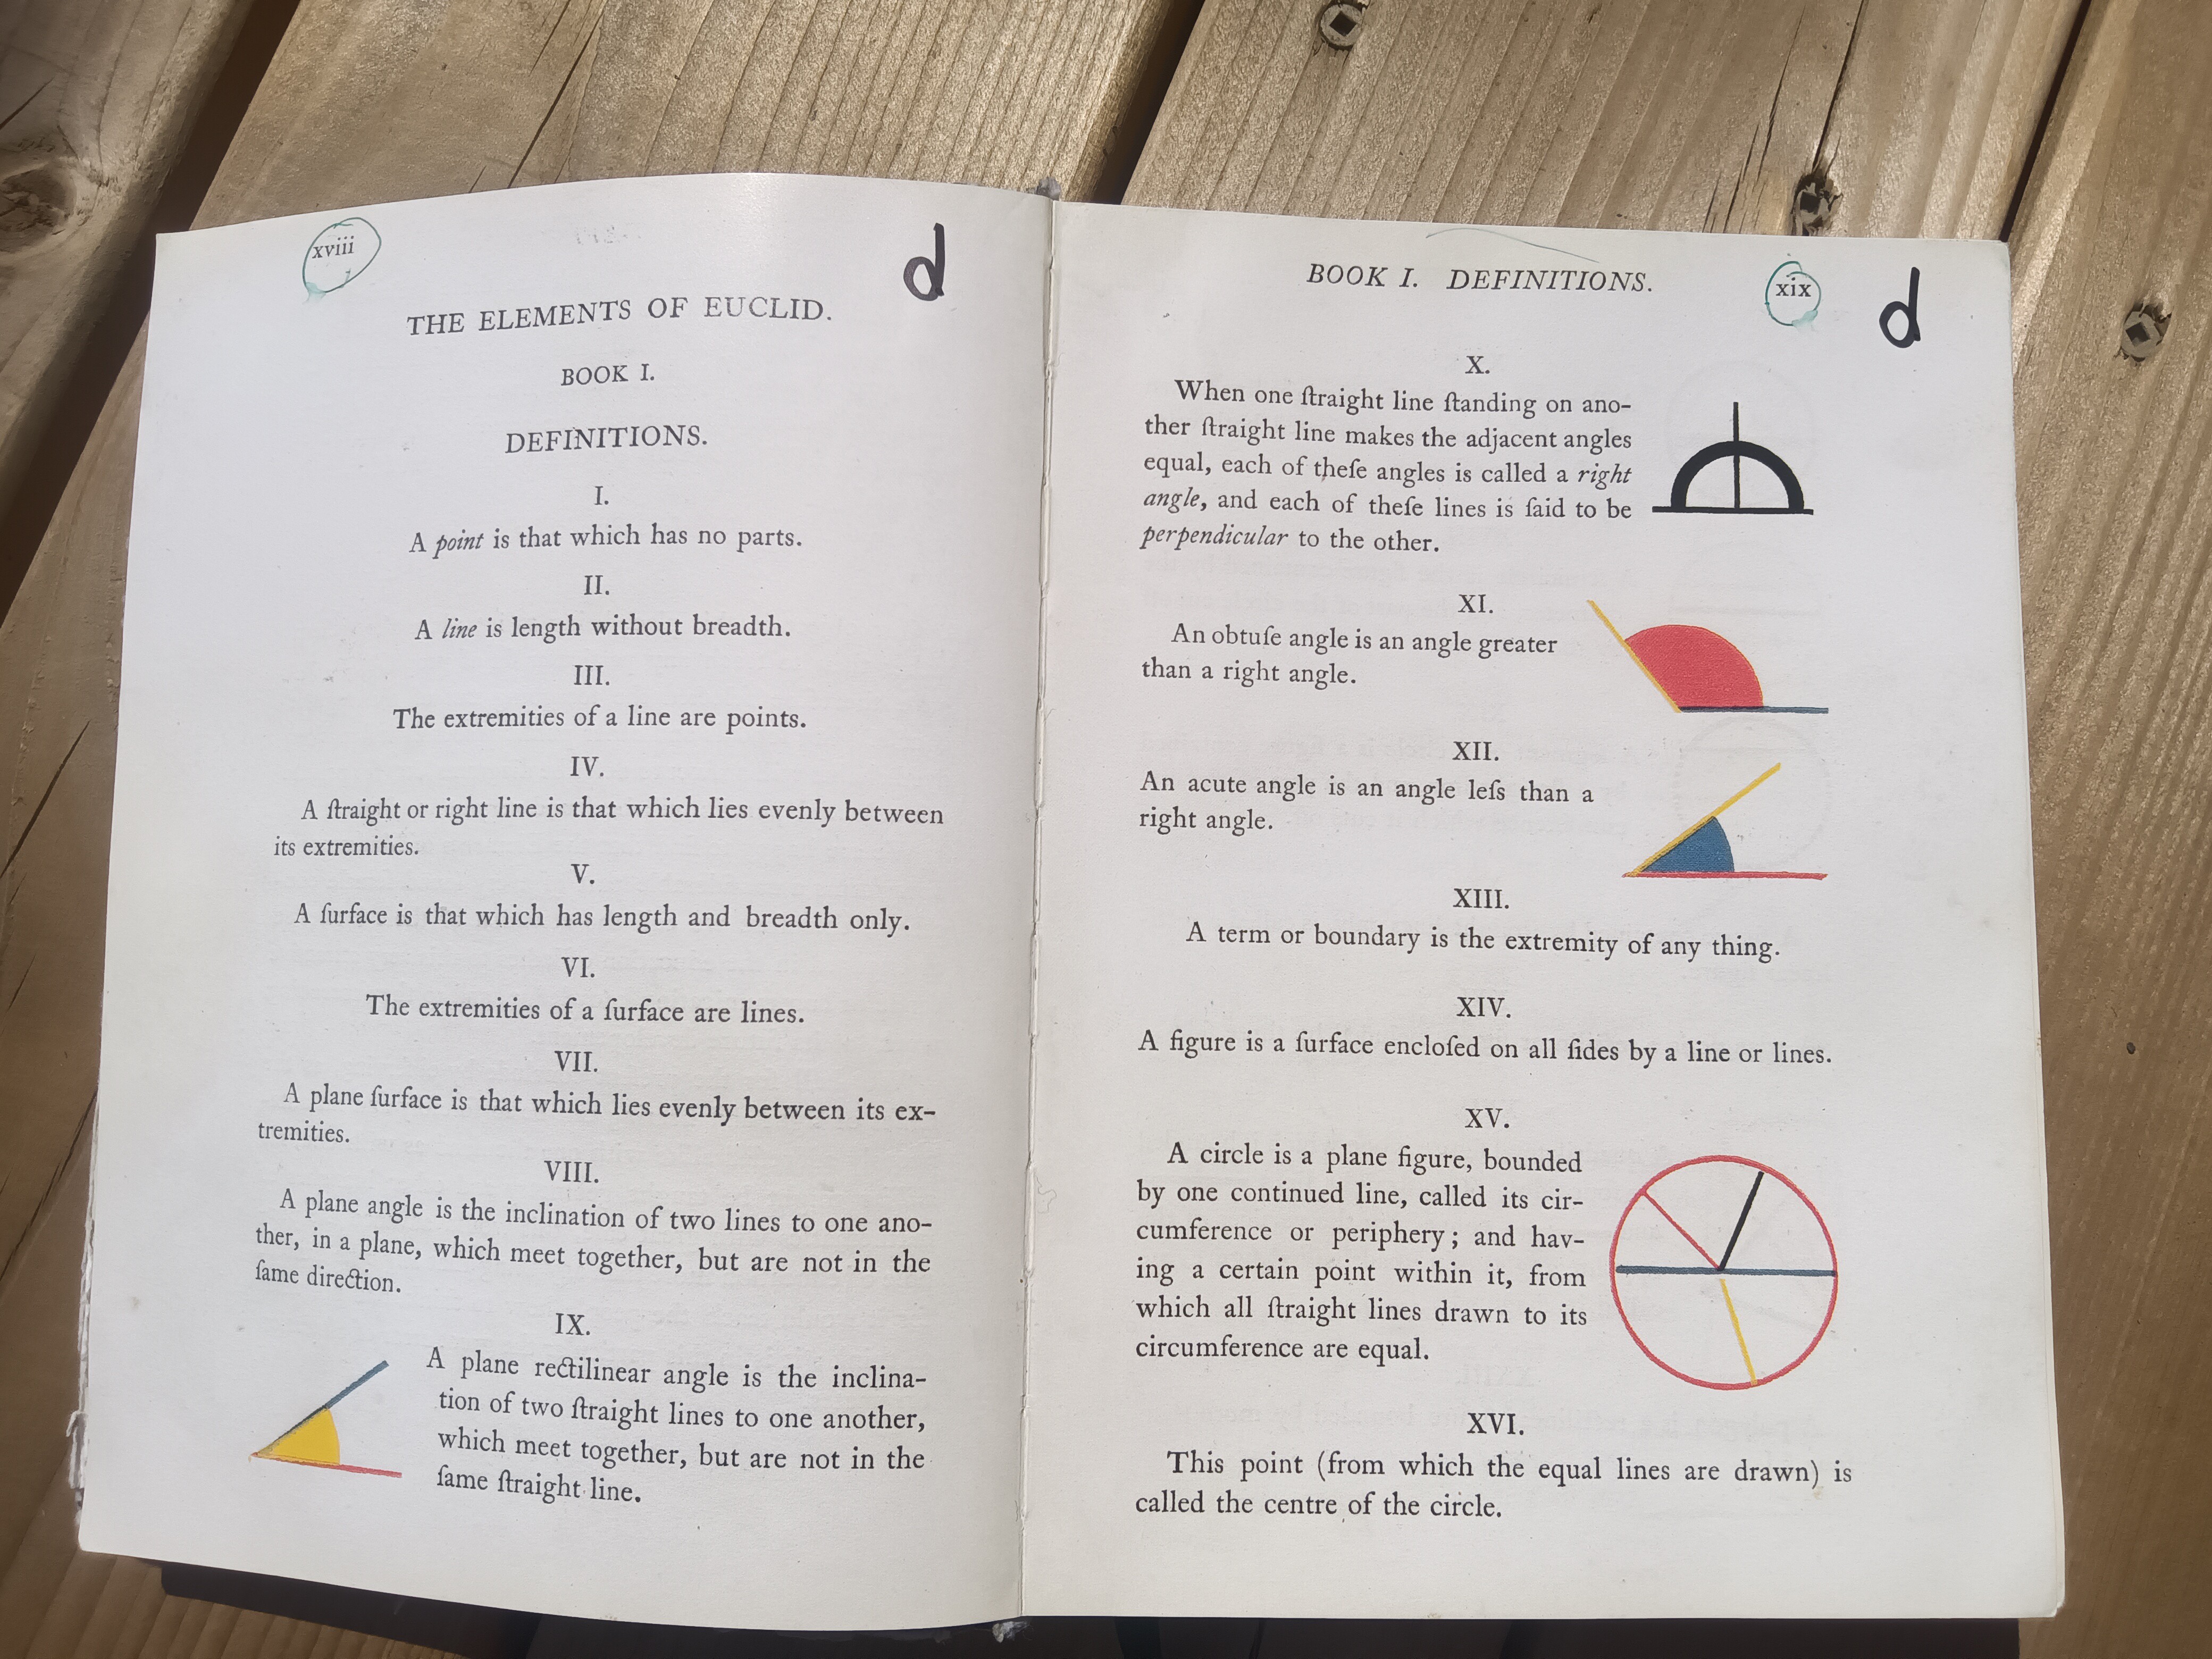 xviii
d
THE ELEMENTS OF EUCLID.
BOOK I.
DEFINITIONS.
I.
A point is that which has no parts.
II.
A line is length without breadth.
III.
The extremities of a line are points.
IV.
A ſtraight or right line is that which lies evenly between
its extremities.
V.
A ſurface is that which has length and breadth only.
VI.
The extremities of a ſurface are lines.
VII.
A plane ſurface is that which lies evenly between its ex-
tremities.
VIII.
A plane angle is the inclination of two lines to one ano-
ther, in a plane, which meet together, but are not in the
ſame direction.
IX.
A plane rectilinear angle is the inclina-
tion of two ſtraight lines to one another,
which meet together, but are not in the
ſame ſtraight line.
BOOK I. DEFINITIONS.
xix
d
X.
When one ſtraight line ſtanding on ano-
ther ſtraight line makes the adjacent angles
equal, each of theſe angles is called a right
angle, and each of theſe lines is ſaid to be
perpendicular to the other.
XI.
An obtuſe angle is an angle greater
than a right angle.
XII.
An acute angle is an angle leſs than a
right angle.
XIII.
A term or boundary is the extremity of any thing.
XIV.
A figure is a ſurface encloſed on all ſides by a line or lines.
XV.
A circle is a plane figure, bounded
by one continued line, called its cir-
cumference or periphery; and hav-
ing a certain point within it, from
which all ſtraight lines drawn to its
circumference are equal.
XVI.
This point (from which the equal lines are drawn) is
called the centre of the circle.